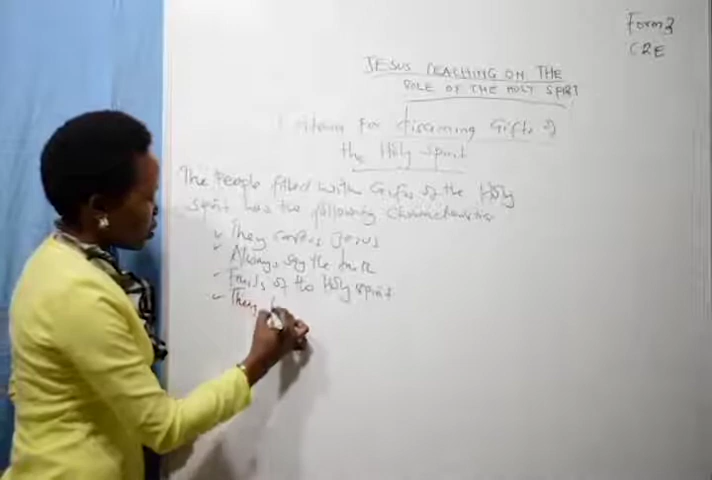 Form 3
CRE
JESUS TEACHING ON THE
ROLE OF THE HOLY SPIRIT
Criteria for discerning Gifts of
the Holy Spirit
The People filled with Gifts of the Holy
Spirit has the following characteristics
They confess Jesus
Always say the truth
Fruits of the Holy Spirit
They